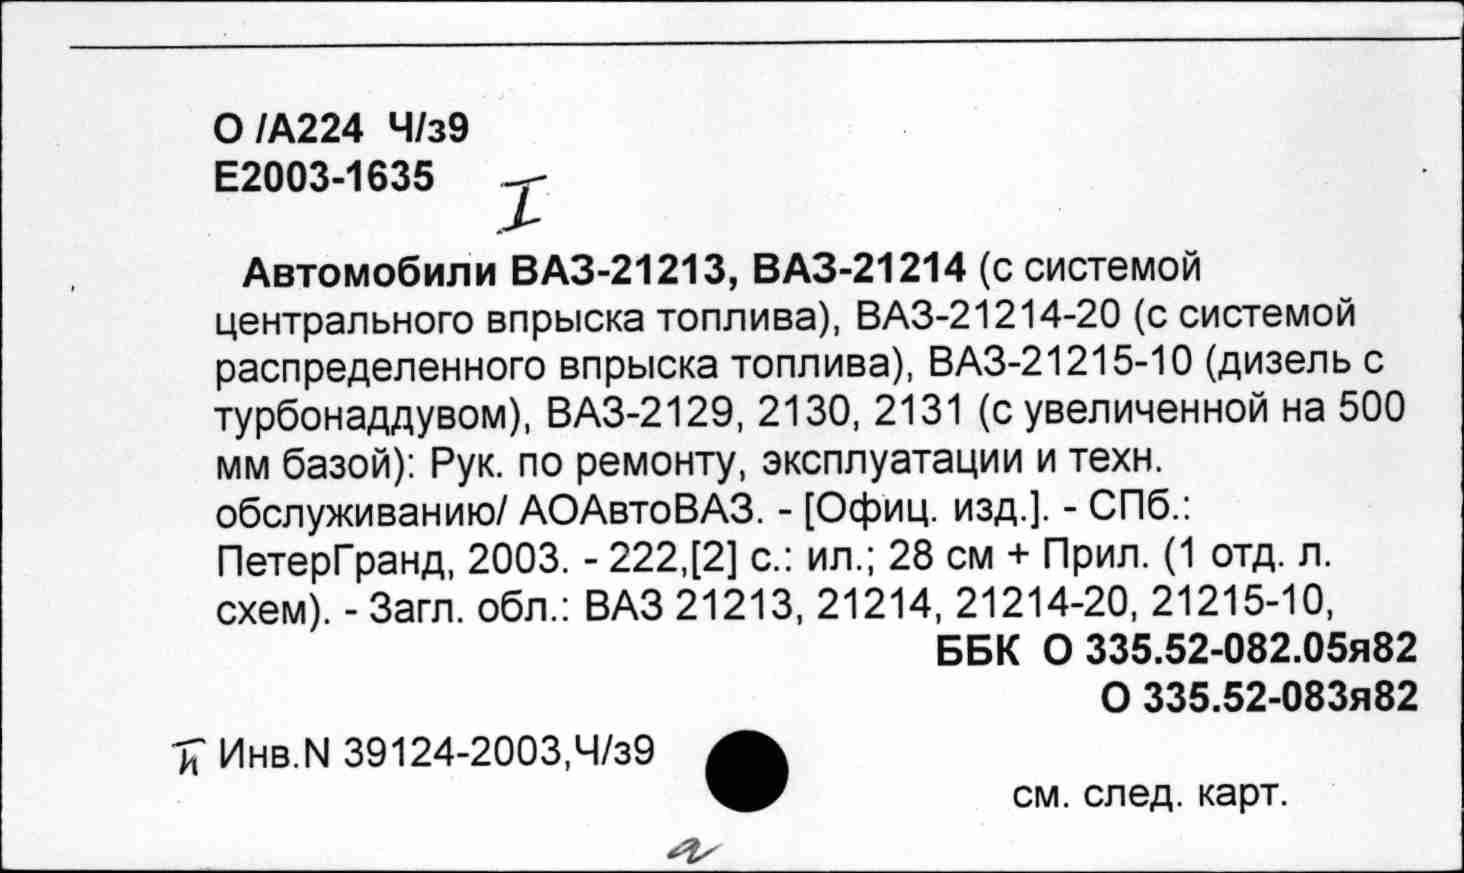 О /А224 Ч/з9
Е2003-1635
I
Автомобили ВАЗ-21213, ВАЗ-21214 (с системой
центрального впрыска топлива), ВАЗ-21214-20 (с системой
распределенного впрыска топлива), ВАЗ-21215-10 (дизель с
турбонаддувом), ВАЗ-2129, 2130, 2131 (с увеличенной на 500
мм базой): Рук. по ремонту, эксплуатации и техн.
обслуживанию/ АОАвтоВАЗ. - [Офиц. изд.]. - СПб.:
ПетерГранд, 2003. - 222,[2] с.: ил.; 28 см + Прил. (1 отд. л.
схем). - Загл. обл.: ВАЗ 21213, 21214, 21214-20, 21215-10,
ББК О 335.52-082.05я82
О 335.52-083я82
Инв.N 39124-2003,Ч/з9
см. след. карт.